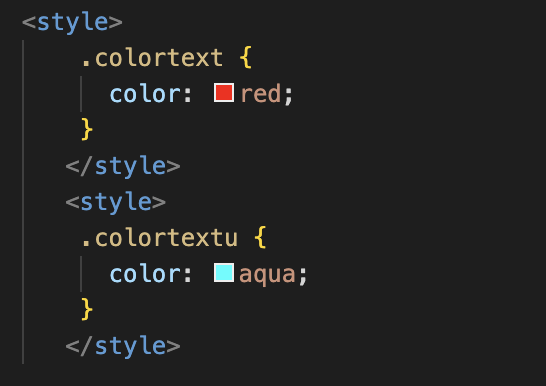 <style>
.colortext {
color: red;
}
</style>
<style>
.colortextu {
color: aqua;
}
</style>